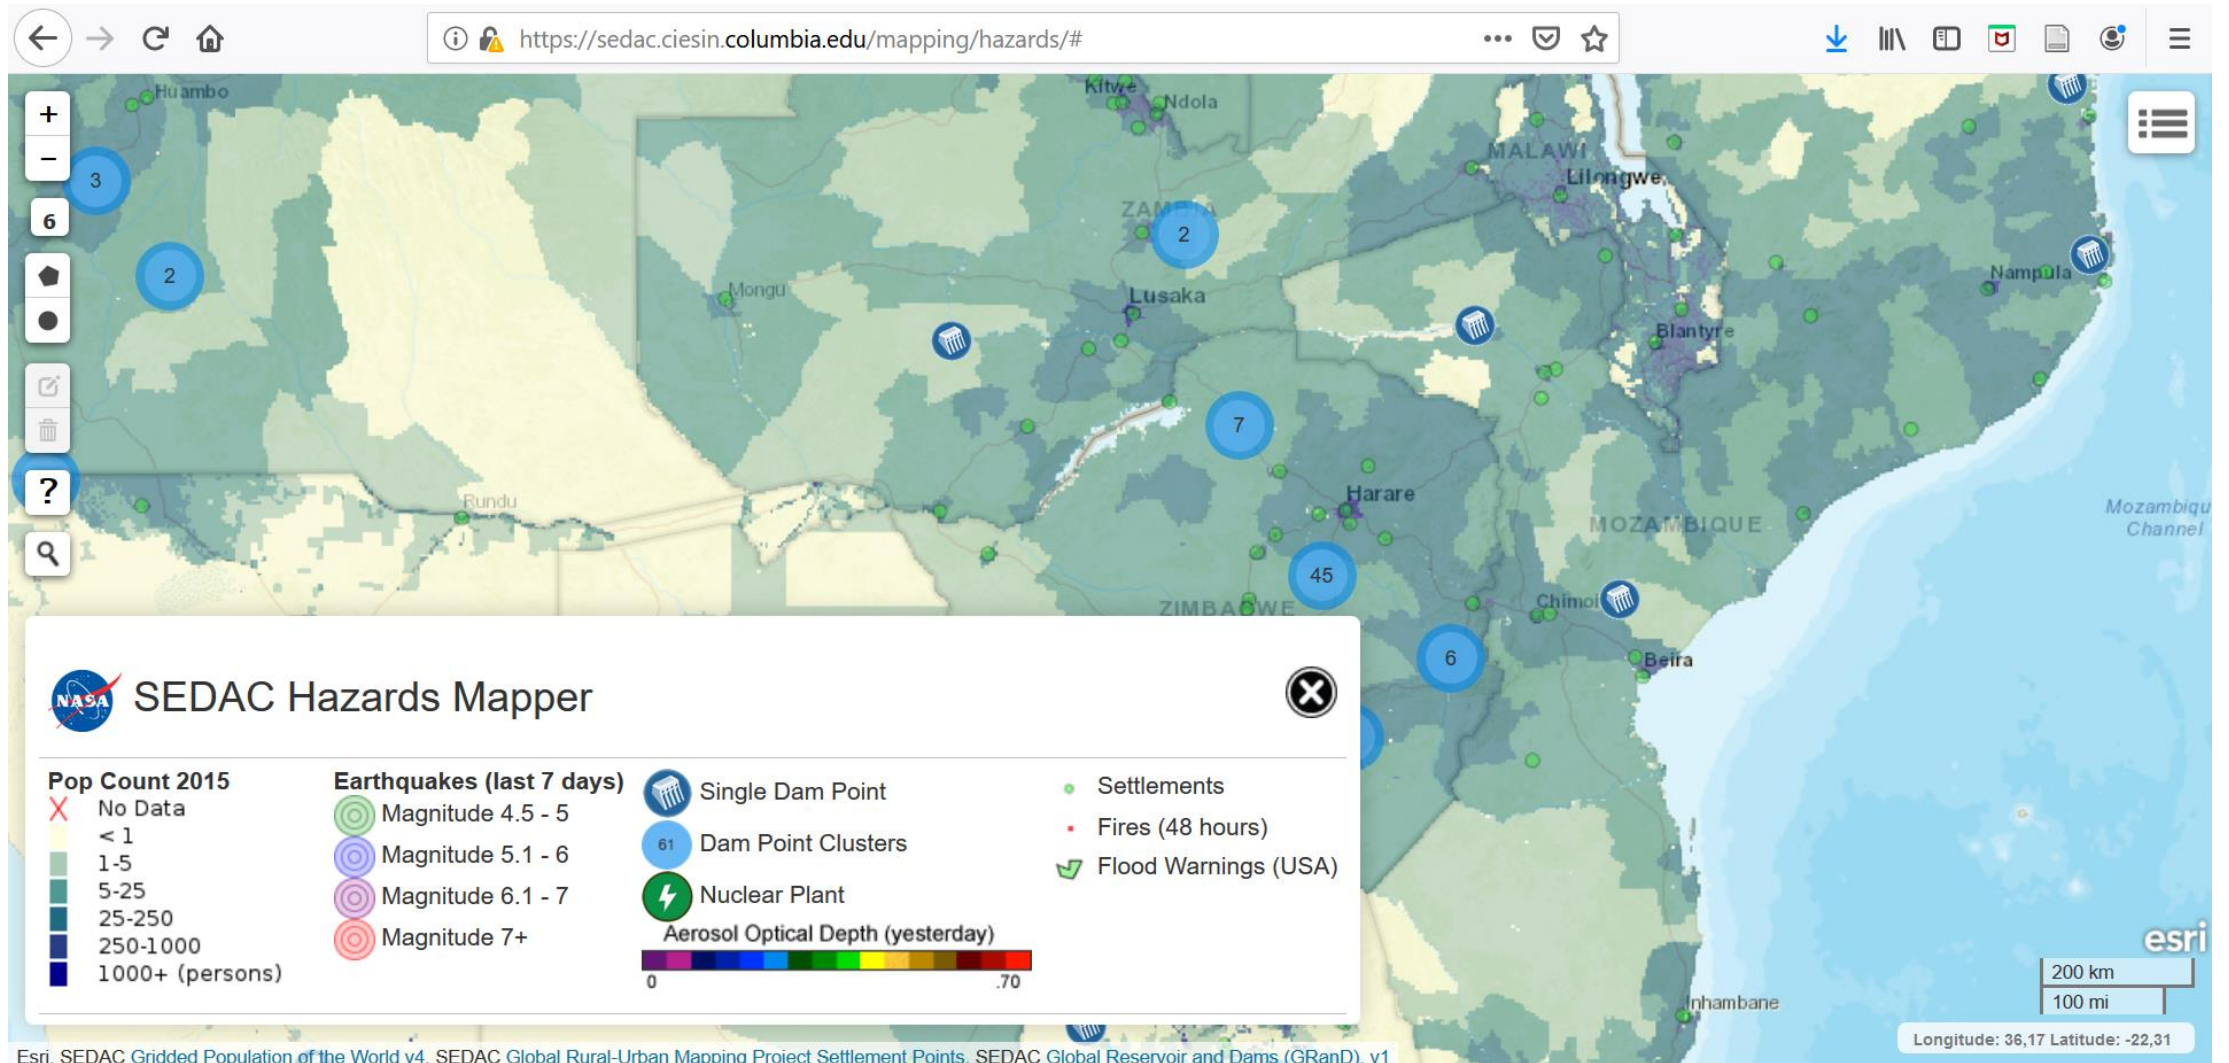 https://sedac.ciesin.columbia.edu/mapping/hazards/#
Huambo
Kitwe
Ndola
+
−
3
6
MALAWI
Lilongwe
ZAMBIA
2
2
Nampula
Mongu
Lusaka
Blantyre
7
?
Rundu
Harare
Mozambiqu
Channel
MOZAMBIQUE
45
ZIMBABWE
Chimoi
6
Beira
NASA
SEDAC Hazards Mapper
Pop Count 2015
No Data
< 1
1-5
5-25
25-250
250-1000
1000+ (persons)
Earthquakes (last 7 days)
Magnitude 4.5 - 5
Magnitude 5.1 - 6
Magnitude 6.1 - 7
Magnitude 7+
Single Dam Point
61
Dam Point Clusters
Nuclear Plant
Aerosol Optical Depth (yesterday)
0 .70
Settlements
Fires (48 hours)
Flood Warnings (USA)
esri
200 km
100 mi
Inhambane
Longitude: 36,17 Latitude: -22,31
Esri, SEDAC Gridded Population of the World v4, SEDAC Global Rural-Urban Mapping Project Settlement Points, SEDAC Global Reservoir and Dams (GRanD), v1